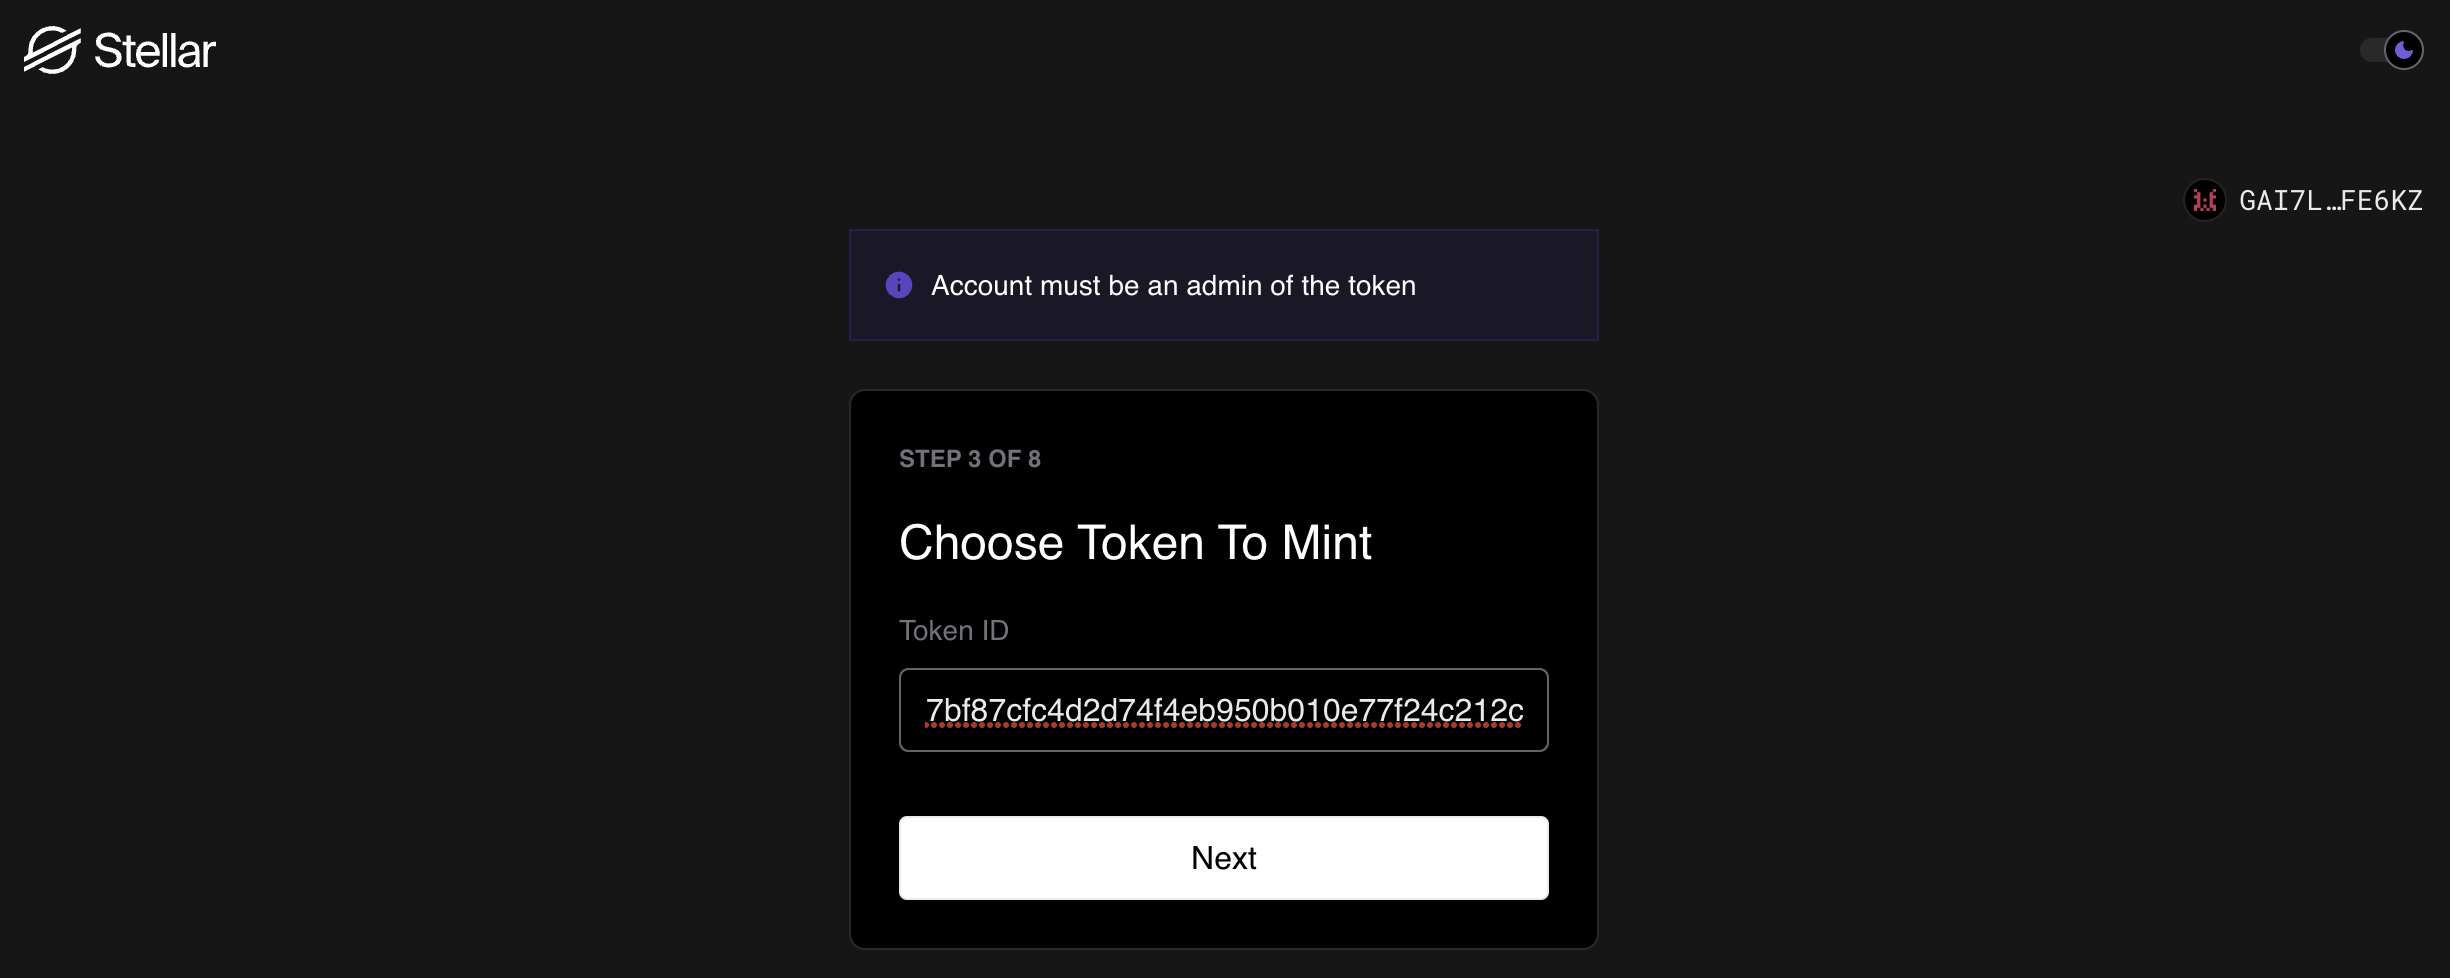 Stellar
GAI7L…FE6KZ
Account must be an admin of the token
STEP 3 OF 8
Choose Token To Mint
Token ID
7bf87cfc4d2d74f4eb950b010e77f24c212c
Next